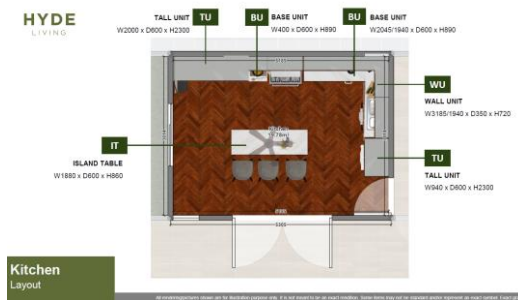 HYDE
LIVING
TALL UNIT
W2000 x D600 x H2300
TU
BU
BASE UNIT
W400 x D600 x H890
BU
BASE UNIT
W2045/1940 x D600 x H890
WU
WALL UNIT
W3185/1940 x D350 x H720
IT
ISLAND TABLE
W1880 x D600 x H860
TU
TALL UNIT
W940 x D600 x H2300
Kitchen
Layout